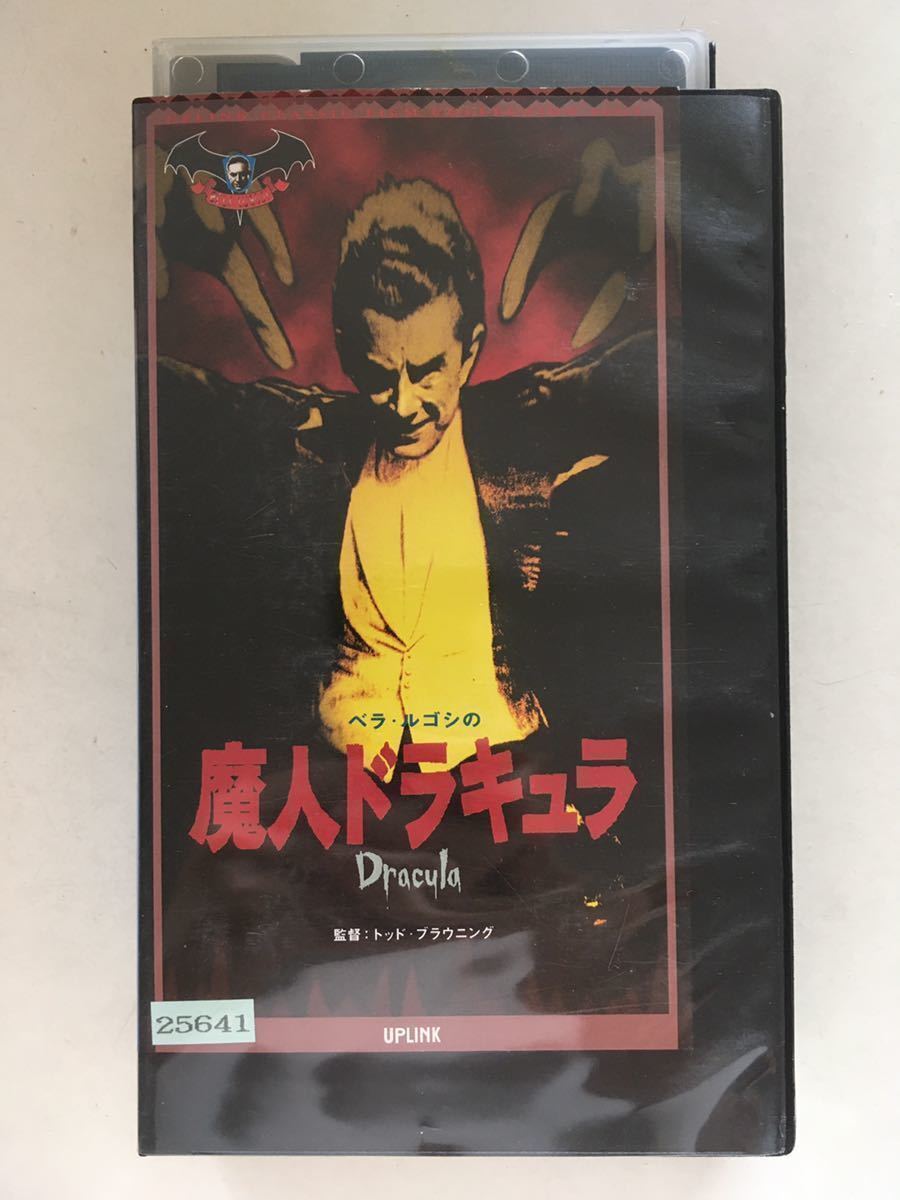 ベラ・ルゴシの
魔人ドラキュラ
Dracula
監督：トッド・ブラウニング
25641
UPLINK